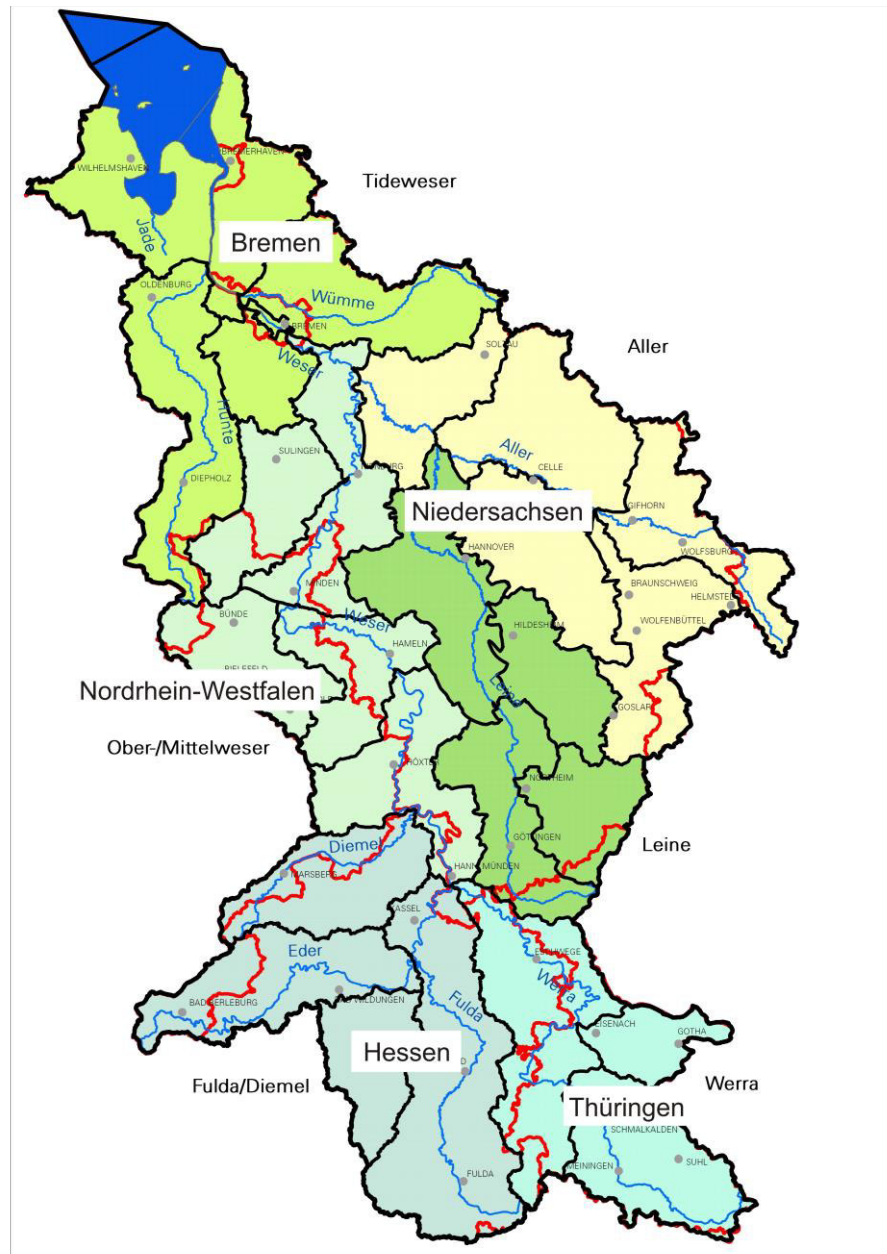 BREMERHAVEN
WILHELMSHAVEN
Tideweser
Jade
Bremen
OLDENBURG
Wümme
BREMEN
Weser
SOLTAU
Aller
Hunte
SULINGEN
Aller
CELLE
DIEPHOLZ
Niedersachsen
GIFHORN
HANNOVER
WOLFSBURG
MINDEN
BRAUNSCHWEIG
HELMSTEDT
BÜNDE
Weser
HILDESHEIM
WOLFENBÜTTEL
HAMELN
BIELEFELD
Nordrhein-Westfalen
Leine
GOSLAR
Ober-/Mittelweser
HÖXTER
NORTHEIM
Diemel
GÖTTINGEN
Leine
MARSBERG
HANN. MÜNDEN
KASSEL
Eder
ESCHWEGE
Werra
BAD BERLEBURG
BAD WILDUNGEN
Fulda
EISENACH
GOTHA
Hessen
Fulda/Diemel
Werra
Thüringen
SCHMALKALDEN
MEININGEN
SUHL
FULDA